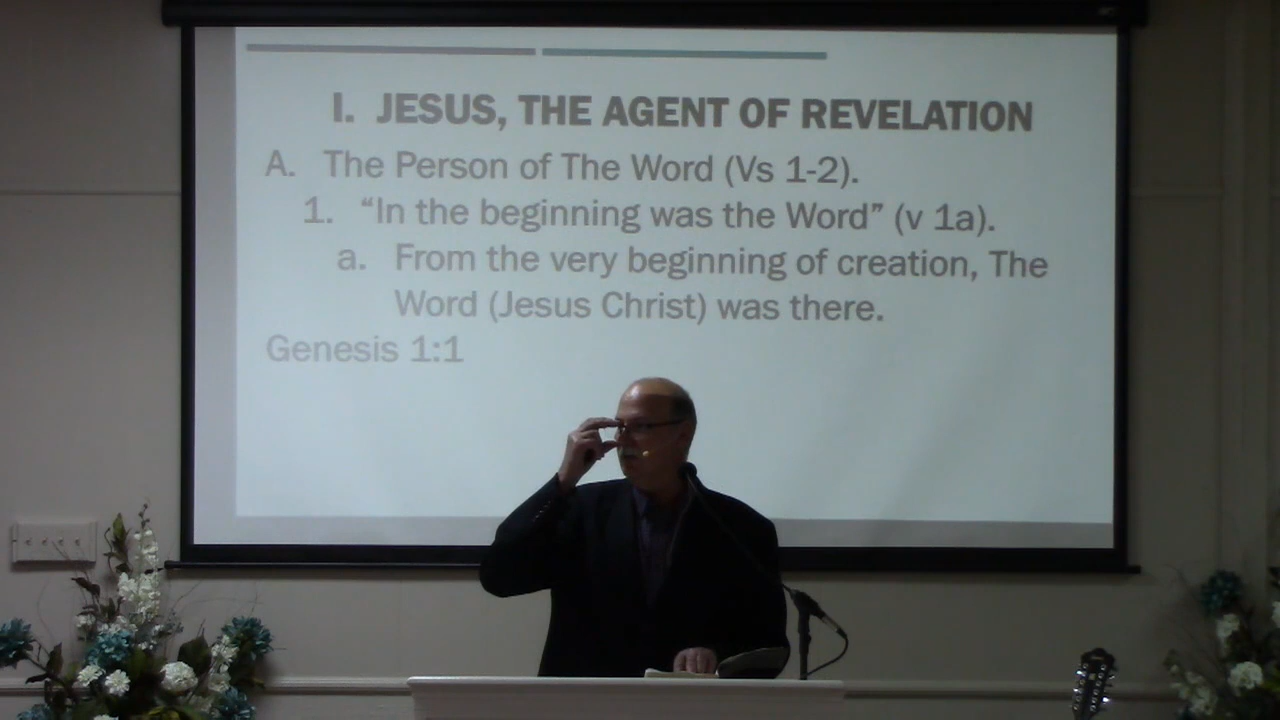 I. JESUS, THE AGENT OF REVELATION
A. The Person of The Word (Vs 1-2).
1. “In the beginning was the Word” (v 1a).
a. From the very beginning of creation, The
Word (Jesus Christ) was there.
Genesis 1:1